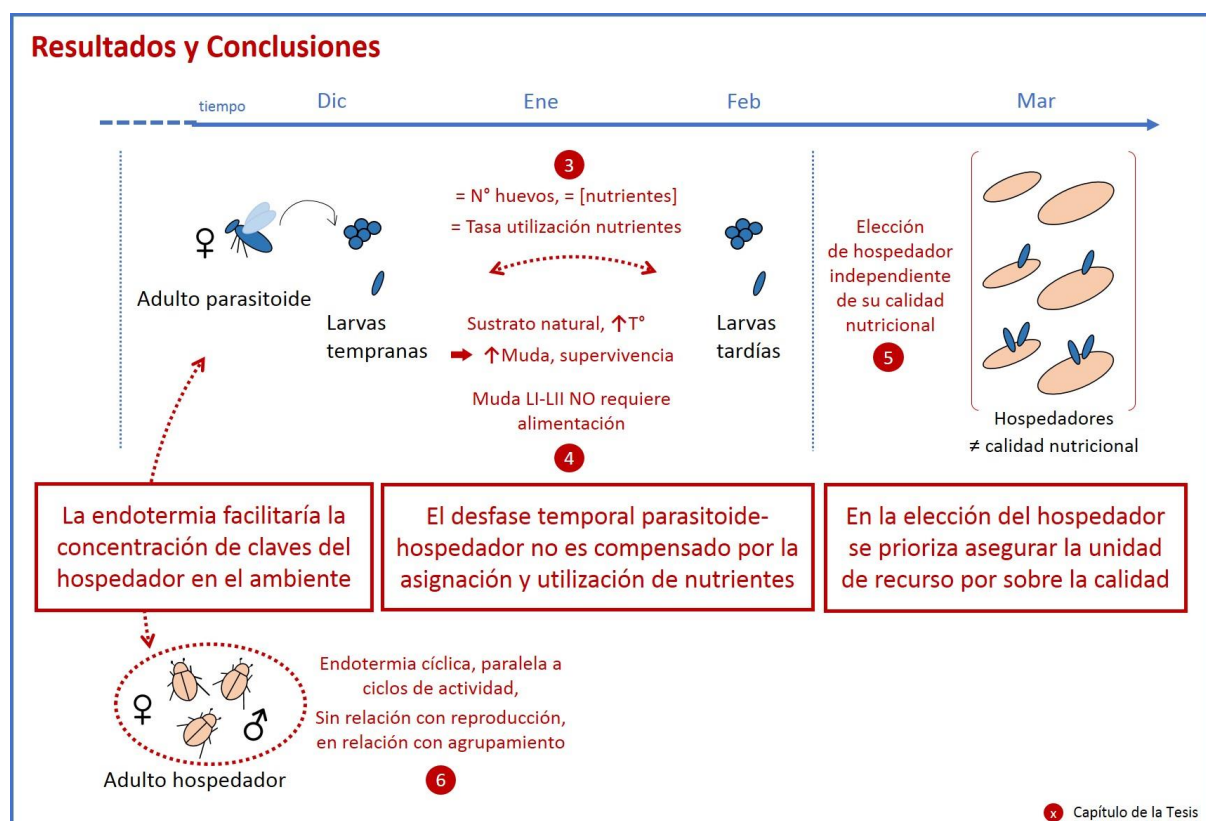 Resultados y Conclusiones
tiempo
Dic
Ene
Feb
Mar
♀
Adulto parasitoide
Larvas
tempranas
3
= N° huevos, = [nutrientes]
= Tasa utilización nutrientes
Sustrato natural, ↑T°
➡ ↑Muda, supervivencia
Muda LI-LII NO requiere
alimentación
4
Larvas
tardías
Elección
de hospedador
independiente
de su calidad
nutricional
5
Hospedadores
≠ calidad nutricional
La endotermia facilitaría la
concentración de claves del
hospedador en el ambiente
El desfase temporal parasitoide-
hospedador no es compensado por la
asignación y utilización de nutrientes
En la elección del hospedador
se prioriza asegurar la unidad
de recurso por sobre la calidad
♀ ♂
Adulto hospedador
Endotermia cíclica, paralela a
ciclos de actividad,
Sin relación con reproducción,
en relación con agrupamiento
6
x Capítulo de la Tesis